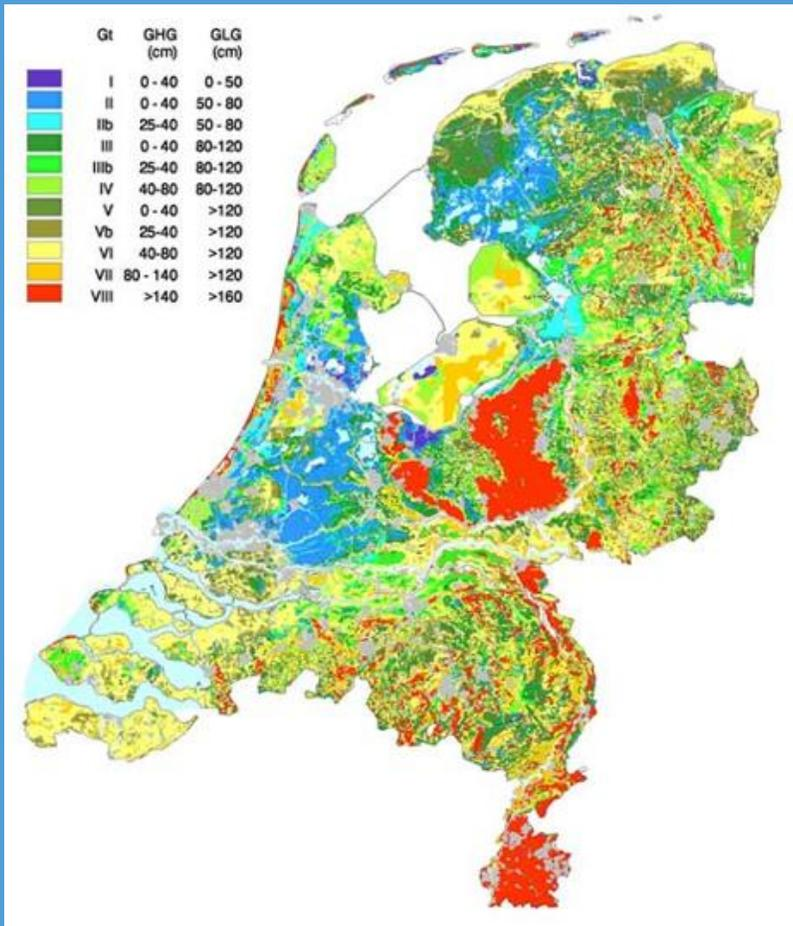 Gt GHG GLG
(cm) (cm)
I 0 - 40 0 - 50
II 0 - 40 50 - 80
IIb 25-40 50 - 80
III 0 - 40 80-120
IIIb 25-40 80-120
IV 40-80 80-120
V 0 - 40 >120
Vb 25-40 >120
VI 40-80 >120
VII 80 - 140 >120
VIII >140 >160